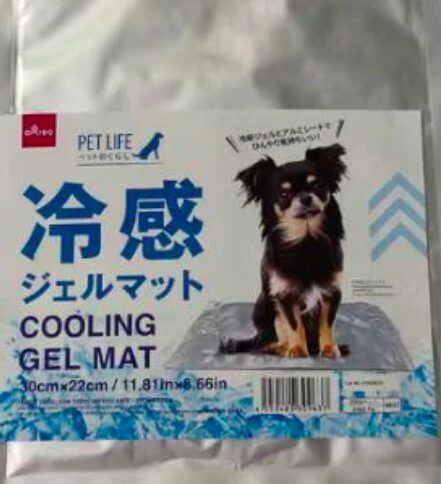 DAISO
PET LIFE
ペットのくらし
冷感ジェルとアルミシートで
ひんやり気持ちいい!
冷感
ジェルマット
COOLING
GEL MAT
30cm×22cm / 11.81in×8.66in